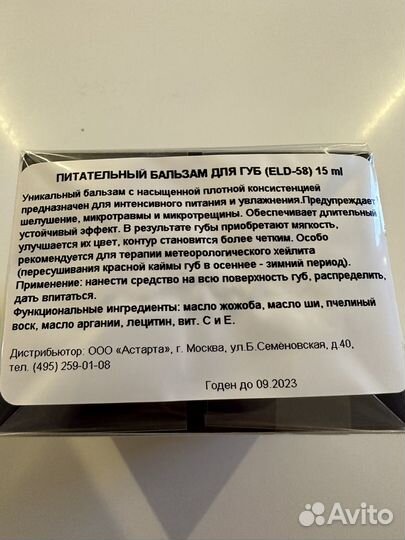 ПИТАТЕЛЬНЫЙ БАЛЬЗАМ ДЛЯ ГУБ (ELD-58) 15 ml
Уникальный бальзам с насыщенной плотной консистенцией
предназначен для интенсивного питания и увлажнения.Предупреждает
шелушение, микротравмы и микротрещины. Обеспечивает длительный
устойчивый эффект. В результате губы приобретают мягкость,
улучшается их цвет, контур становится более четким. Особо
рекомендуется для терапии метеорологического хейлита
(пересушивания красной каймы губ в осеннее - зимний период).
Применение: нанести средство на всю поверхность губ, распределить,
дать впитаться.
Функциональные ингредиенты: масло жожоба, масло ши, пчелиный
воск, масло аргании, лецитин, вит. С и Е.
Дистрибьютор: ООО «Астарта», г. Москва, ул.Б.Семёновская, д.40,
тел. (495) 259-01-08
Годен до 09.2023
Avito